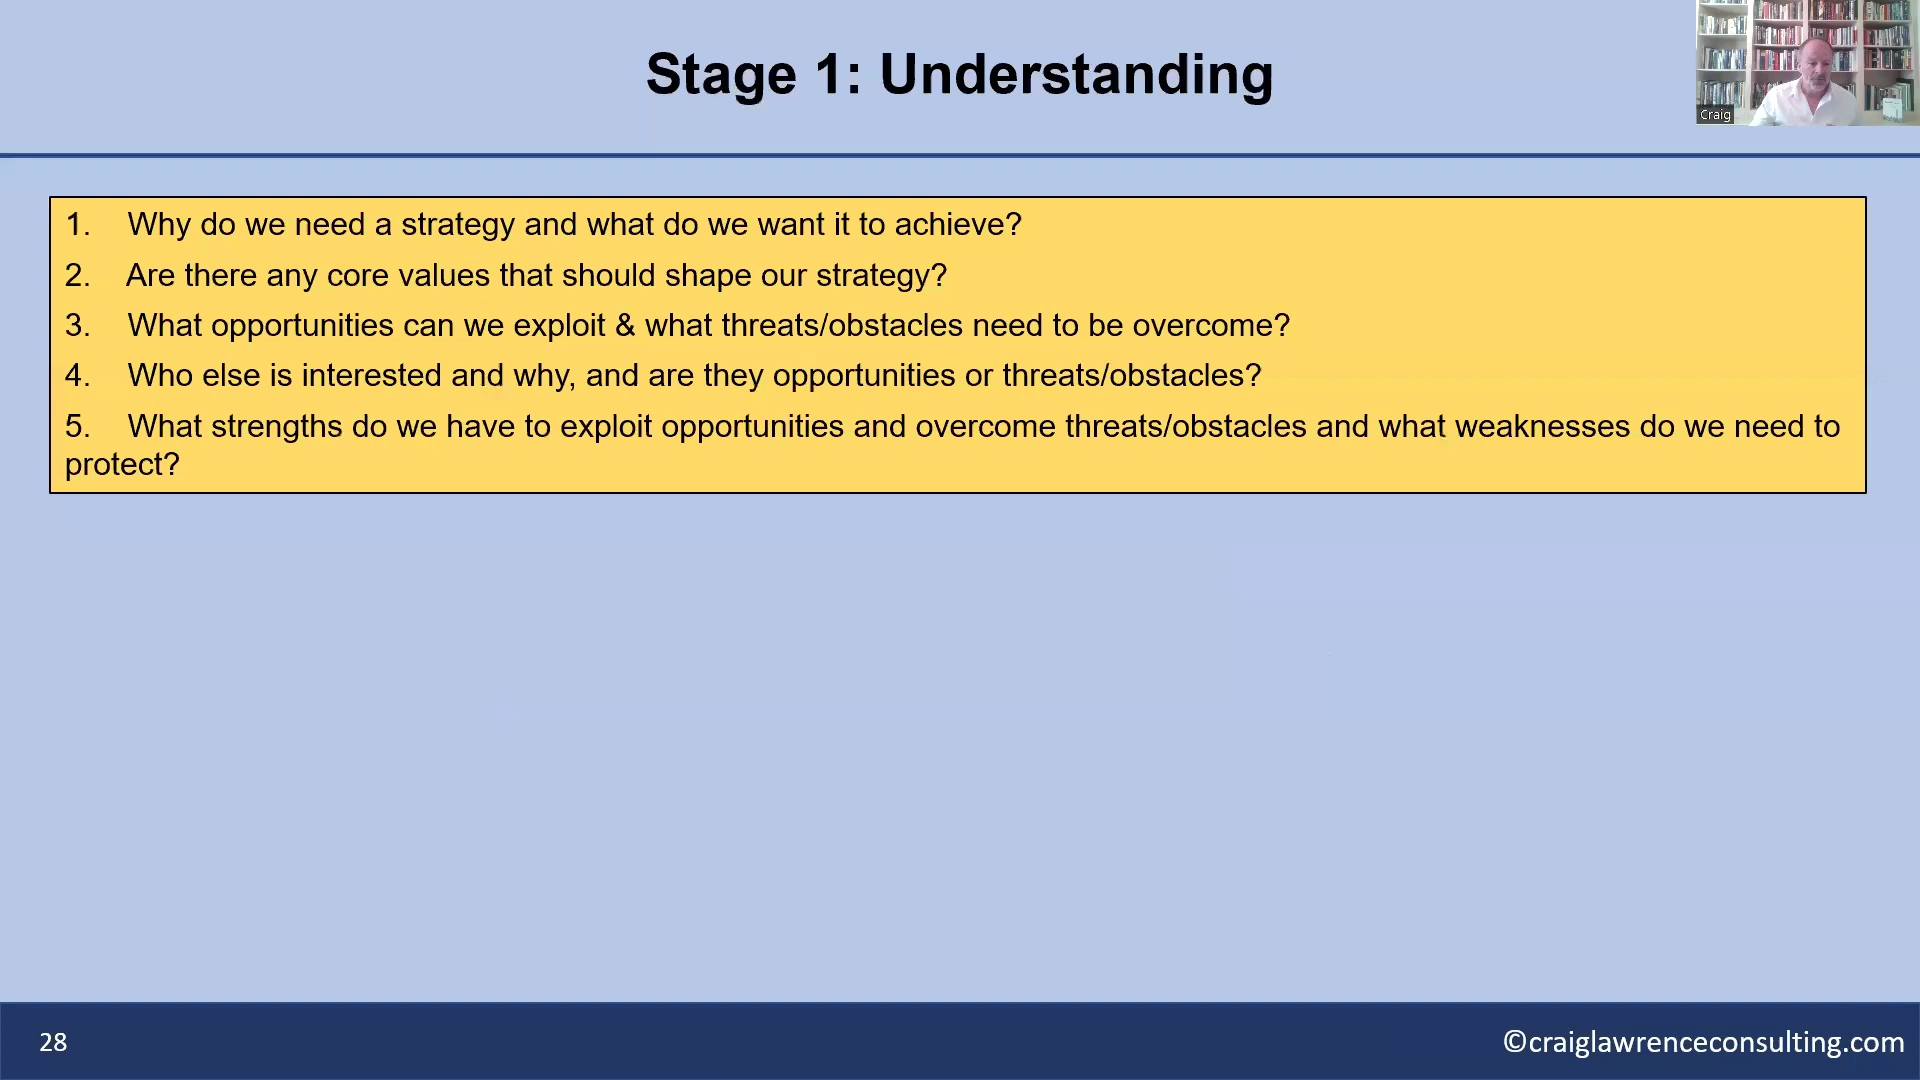 Stage 1: Understanding
Craig
1. Why do we need a strategy and what do we want it to achieve?
2. Are there any core values that should shape our strategy?
3. What opportunities can we exploit & what threats/obstacles need to be overcome?
4. Who else is interested and why, and are they opportunities or threats/obstacles?
5. What strengths do we have to exploit opportunities and overcome threats/obstacles and what weaknesses do we need to
protect?
28
©craiglawrenceconsulting.com